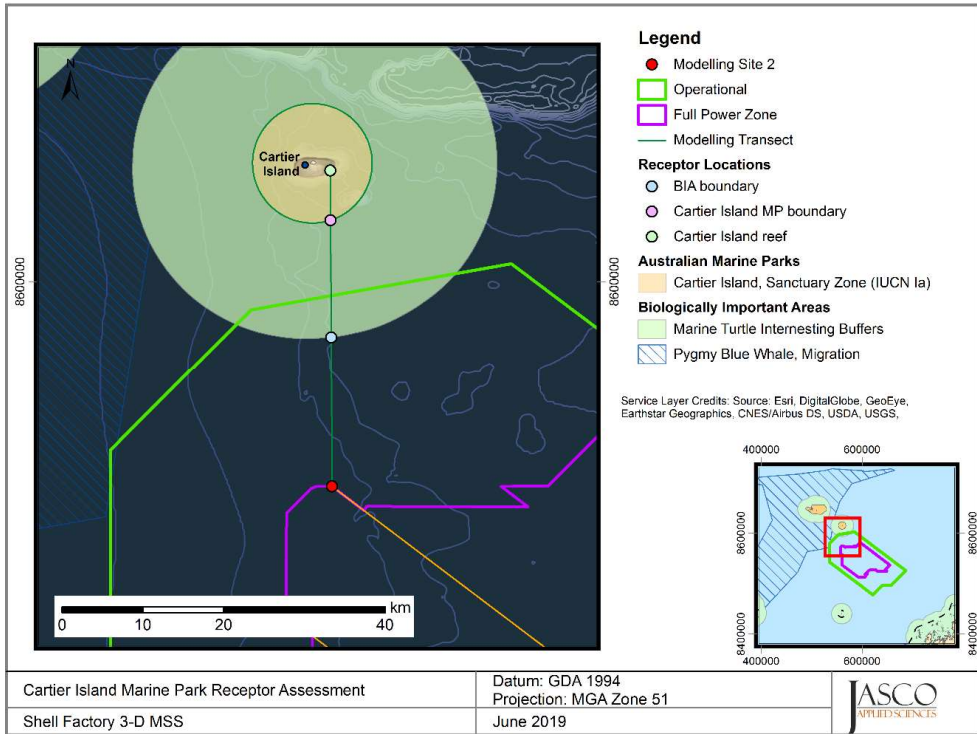 N
Cartier
Island
8600000
8600000
0 10 20 40
km
Legend
Modelling Site 2
Operational
Full Power Zone
Modelling Transect
Receptor Locations
BIA boundary
Cartier Island MP boundary
Cartier Island reef
Australian Marine Parks
Cartier Island, Sanctuary Zone (IUCN Ia)
Biologically Important Areas
Marine Turtle Internesting Buffers
Pygmy Blue Whale, Migration
Service Layer Credits: Source: Esri, DigitalGlobe, GeoEye,
Earthstar Geographics, CNES/Airbus DS, USDA, USGS,
400000 600000
8600000
8600000
8400000
8400000
400000 600000
Cartier Island Marine Park Receptor Assessment
Datum: GDA 1994
Projection: MGA Zone 51
Shell Factory 3-D MSS
June 2019
JASCO
APPLIED SCIENCES